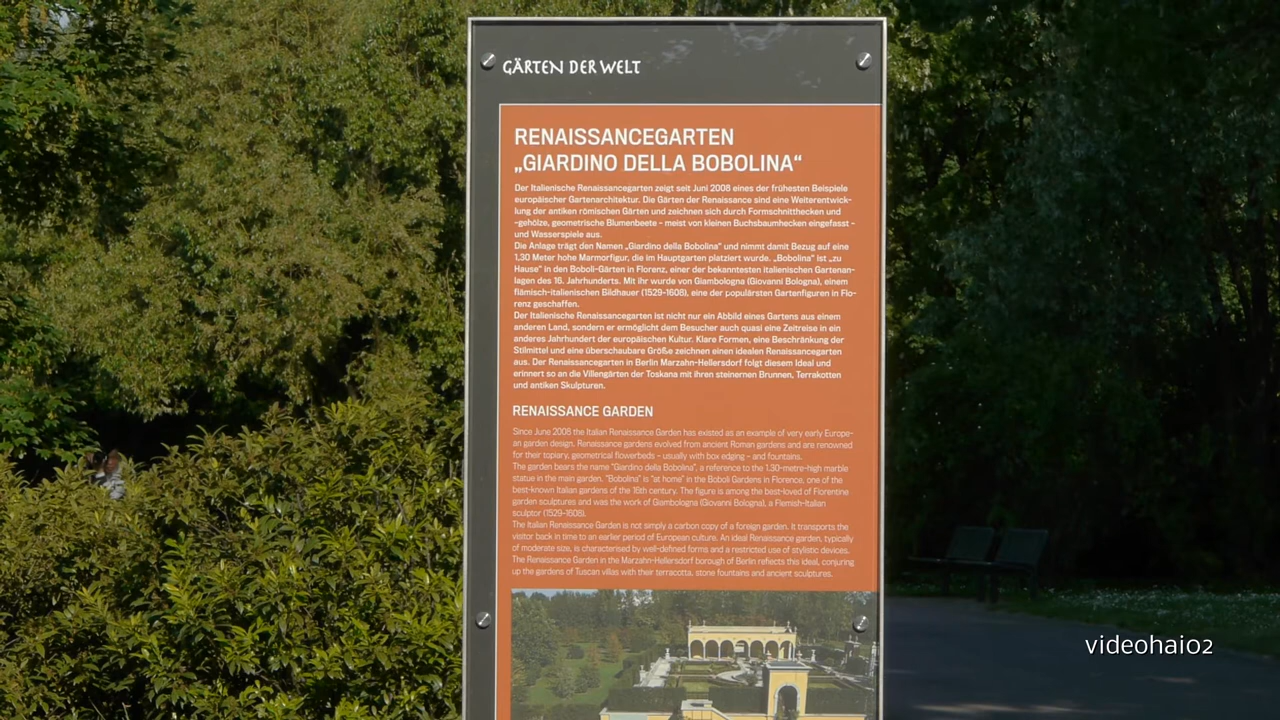 GÄRTEN DER WELT
RENAISSANCEGARTEN
„GIARDINO DELLA BOBOLINA“
Der Italienische Renaissancegarten zeigt seit Juni 2008 eines der frühesten Beispiele
europäischer Gartenarchitektur. Die Gärten der Renaissance sind eine Weiterentwick-
lung der antiken römischen Gärten und zeichnen sich durch Formschnitthecken und
-gehölze, geometrische Blumenbeete – meist von kleinen Buchsbaumhecken eingefasst –
und Wasserspiele aus.
Die Anlage trägt den Namen „Giardino della Bobolina“ und nimmt damit Bezug auf eine
1,30 Meter hohe Marmorfigur, die im Hauptgarten platziert wurde. „Bobolina“ ist „zu
Hause“ in den Boboli-Gärten in Florenz, einer der bekanntesten italienischen Gartenan-
lagen des 16. Jahrhunderts. Mit ihr wurde von Giambologna (Giovanni Bologna), einem
flämisch-italienischen Bildhauer (1529-1608), eine der populärsten Gartenfiguren in Flo-
renz geschaffen.
Der Italienische Renaissancegarten ist nicht nur ein Abbild eines Gartens aus einem
anderen Land, sondern er ermöglicht dem Besucher auch quasi eine Zeitreise in ein
anderes Jahrhundert der europäischen Kultur. Klare Formen, eine Beschränkung der
Stilmittel und eine überschaubare Größe zeichnen einen idealen Renaissancegarten
aus. Der Renaissancegarten in Berlin Marzahn-Hellersdorf folgt diesem Ideal und
erinnert so an die Villengärten der Toskana mit ihren steinernen Brunnen, Terrakotten
und antiken Skulpturen.
RENAISSANCE GARDEN
Since June 2008 the Italian Renaissance Garden has existed as an example of very early Europe-
an garden design. Renaissance gardens evolved from ancient Roman gardens and are renowned
for their topiary, geometrical flowerbeds – usually with box edging – and fountains.
The garden bears the name "Giardino della Bobolina", a reference to the 1.30-metre-high marble
statue in the main garden. "Bobolina" is "at home" in the Boboli Gardens in Florence, one of the
best-known Italian gardens of the 16th century. The figure is among the best-loved of Florentine
garden sculptures and was the work of Giambologna (Giovanni Bologna), a Flemish-Italian
sculptor (1529-1608).
The Italian Renaissance Garden is not simply a carbon copy of a foreign garden. It transports the
visitor back in time to an earlier period of European culture. An ideal Renaissance garden, typically
of moderate size, is characterised by well-defined forms and a restricted use of stylistic devices.
The Renaissance Garden in the Marzahn-Hellersdorf borough of Berlin reflects this ideal, conjuring
up the gardens of Tuscan villas with their terracotta, stone fountains and ancient sculptures.
videohaio2